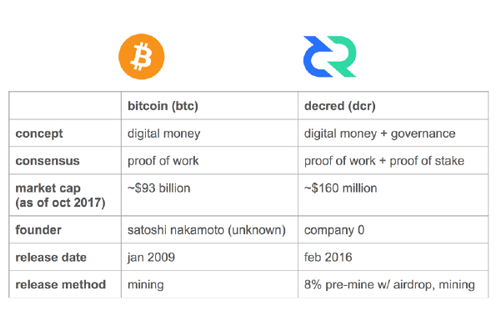 bitcoin (btc) decred (dcr)
concept digital money digital money + governance
consensus proof of work proof of work + proof of stake
market cap ~$93 billion ~$160 million
(as of oct 2017)
founder satoshi nakamoto (unknown) company 0
release date jan 2009 feb 2016
release method mining 8% pre-mine w/ airdrop, mining